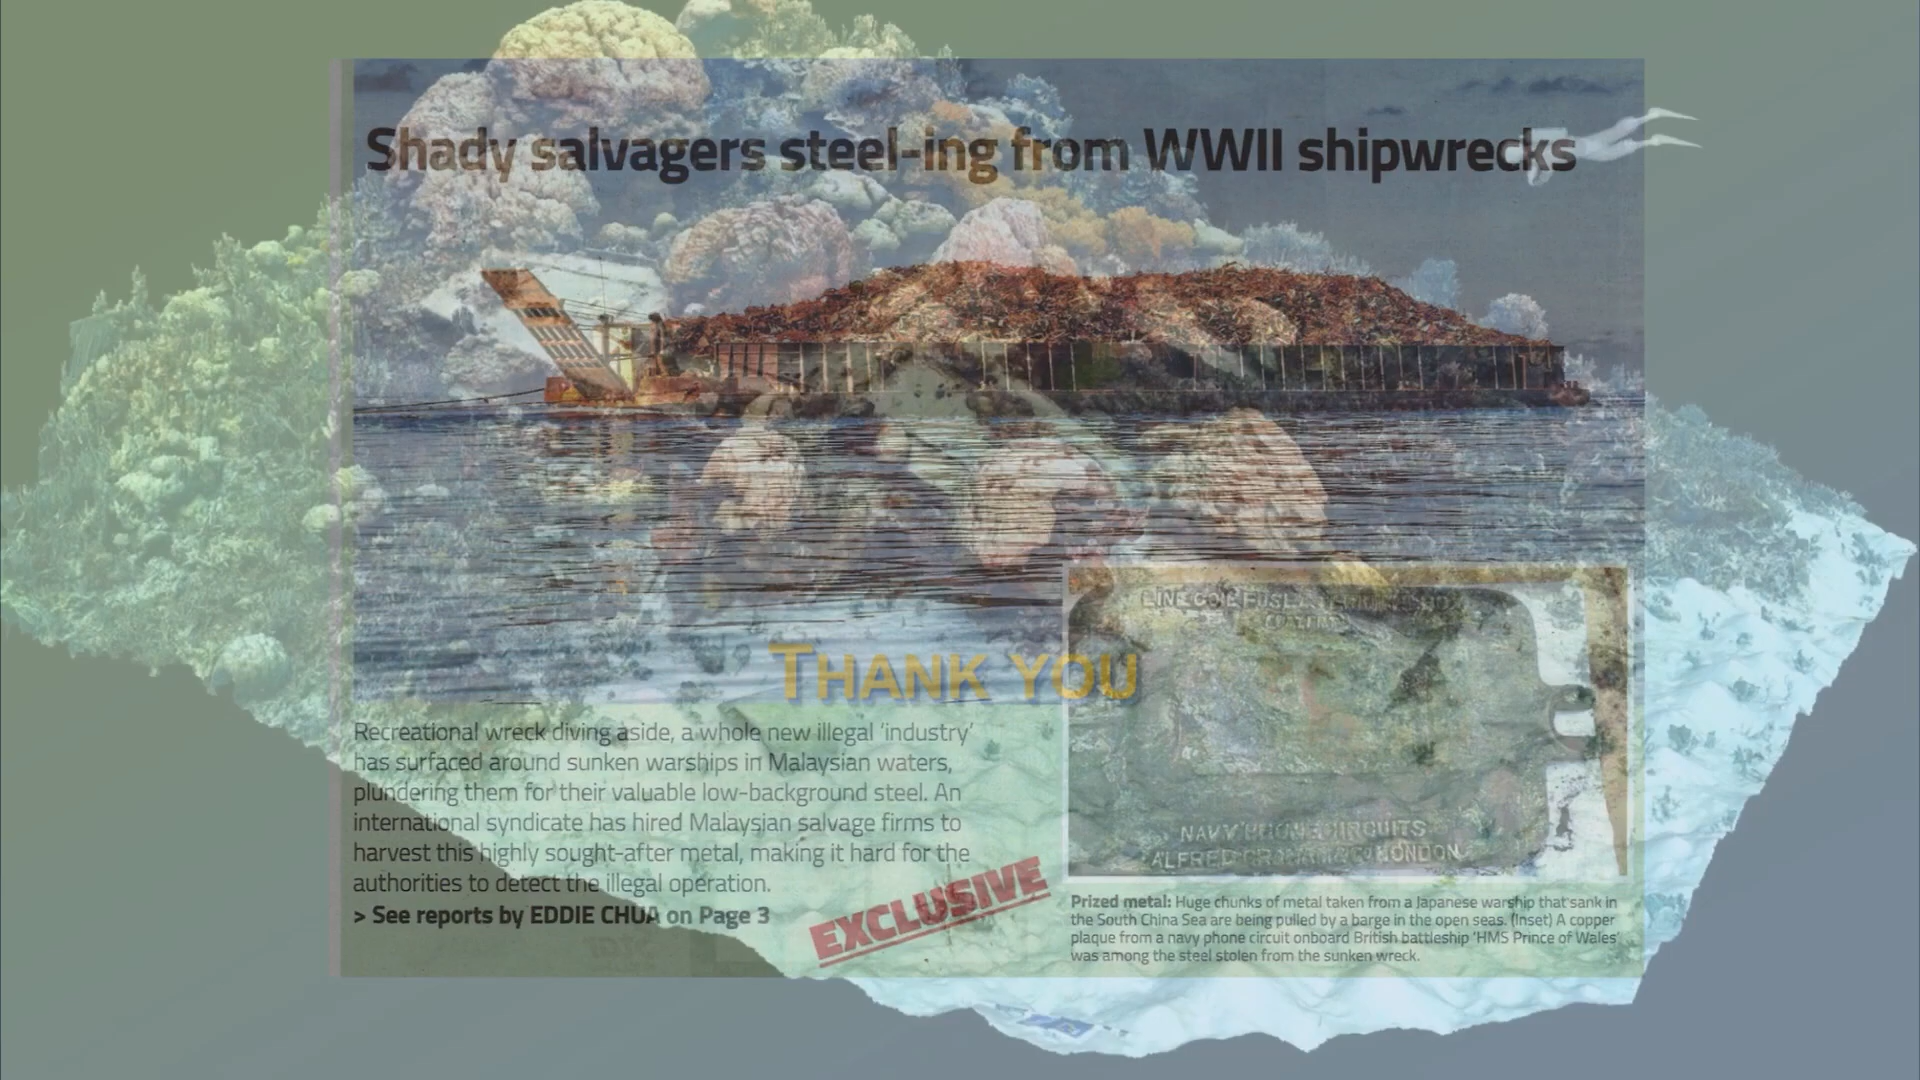 Shady salvagers steel-ing from WWII shipwrecks
THANK YOU
Recreational wreck diving aside, a whole new illegal ‘industry’
has surfaced around sunken warships in Malaysian waters,
plundering them for their valuable low-background steel. An
international syndicate has hired Malaysian salvage firms to
harvest this highly sought-after metal, making it hard for the
authorities to detect the illegal operation.
> See reports by EDDIE CHUA on Page 3
EXCLUSIVE
NAVY PHONE CIRCUITS
ALFRED GRAHAM & CO LONDON
Prized metal: Huge chunks of metal taken from a Japanese warship that sank in
the South China Sea are being pulled by a barge in the open seas. (Inset) A copper
plaque from a navy phone circuit onboard British battleship ‘HMS Prince of Wales’
was among the steel stolen from the sunken wreck.